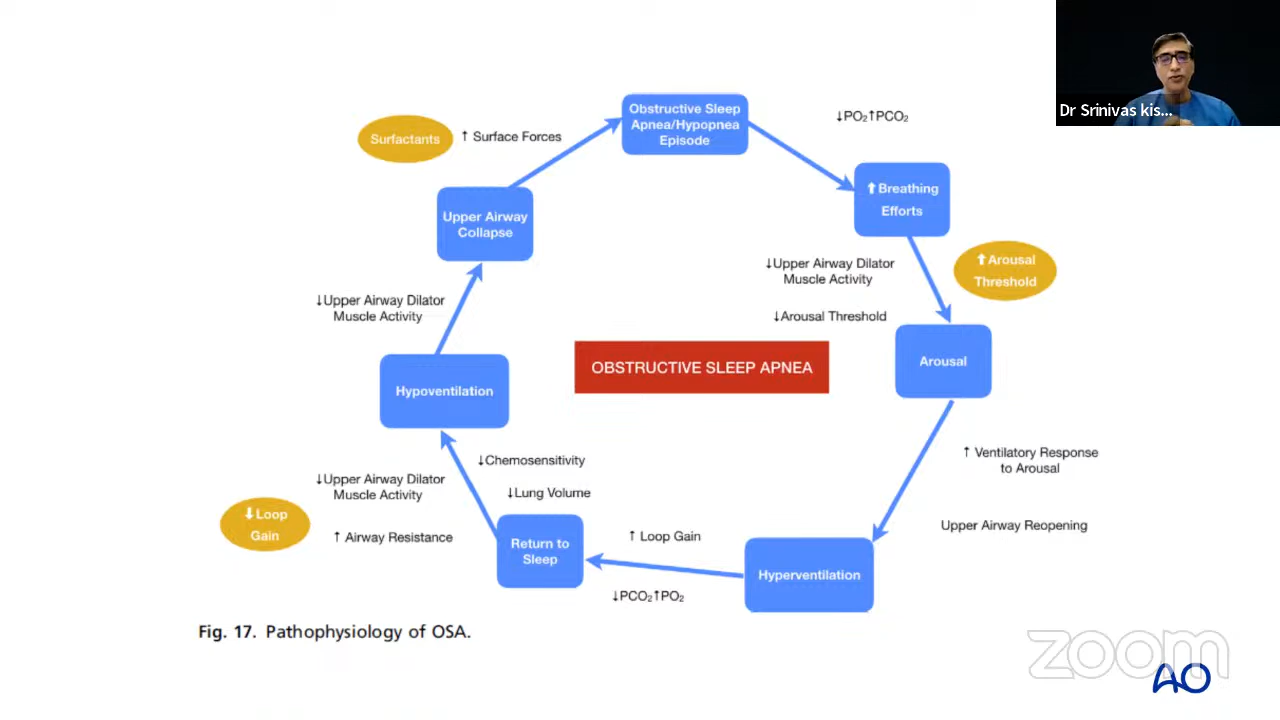 Dr Srinivas kis...
Obstructive Sleep
Apnea/Hypopnea
Episode
↓PO₂↑PCO₂
⬆Breathing
Efforts
⬆Arousal
Threshold
↓Upper Airway Dilator
Muscle Activity
↓Arousal Threshold
Arousal
↑ Ventilatory Response
to Arousal
Upper Airway Reopening
Hyperventilation
↑ Loop Gain
↓PCO₂↑PO₂
Return to
Sleep
↓Chemosensitivity
↓Lung Volume
↓Upper Airway Dilator
Muscle Activity
↑ Airway Resistance
⬇Loop
Gain
Hypoventilation
↓Upper Airway Dilator
Muscle Activity
Upper Airway
Collapse
Surfactants
↑ Surface Forces
OBSTRUCTIVE SLEEP APNEA
Fig. 17. Pathophysiology of OSA.
zoom
AO